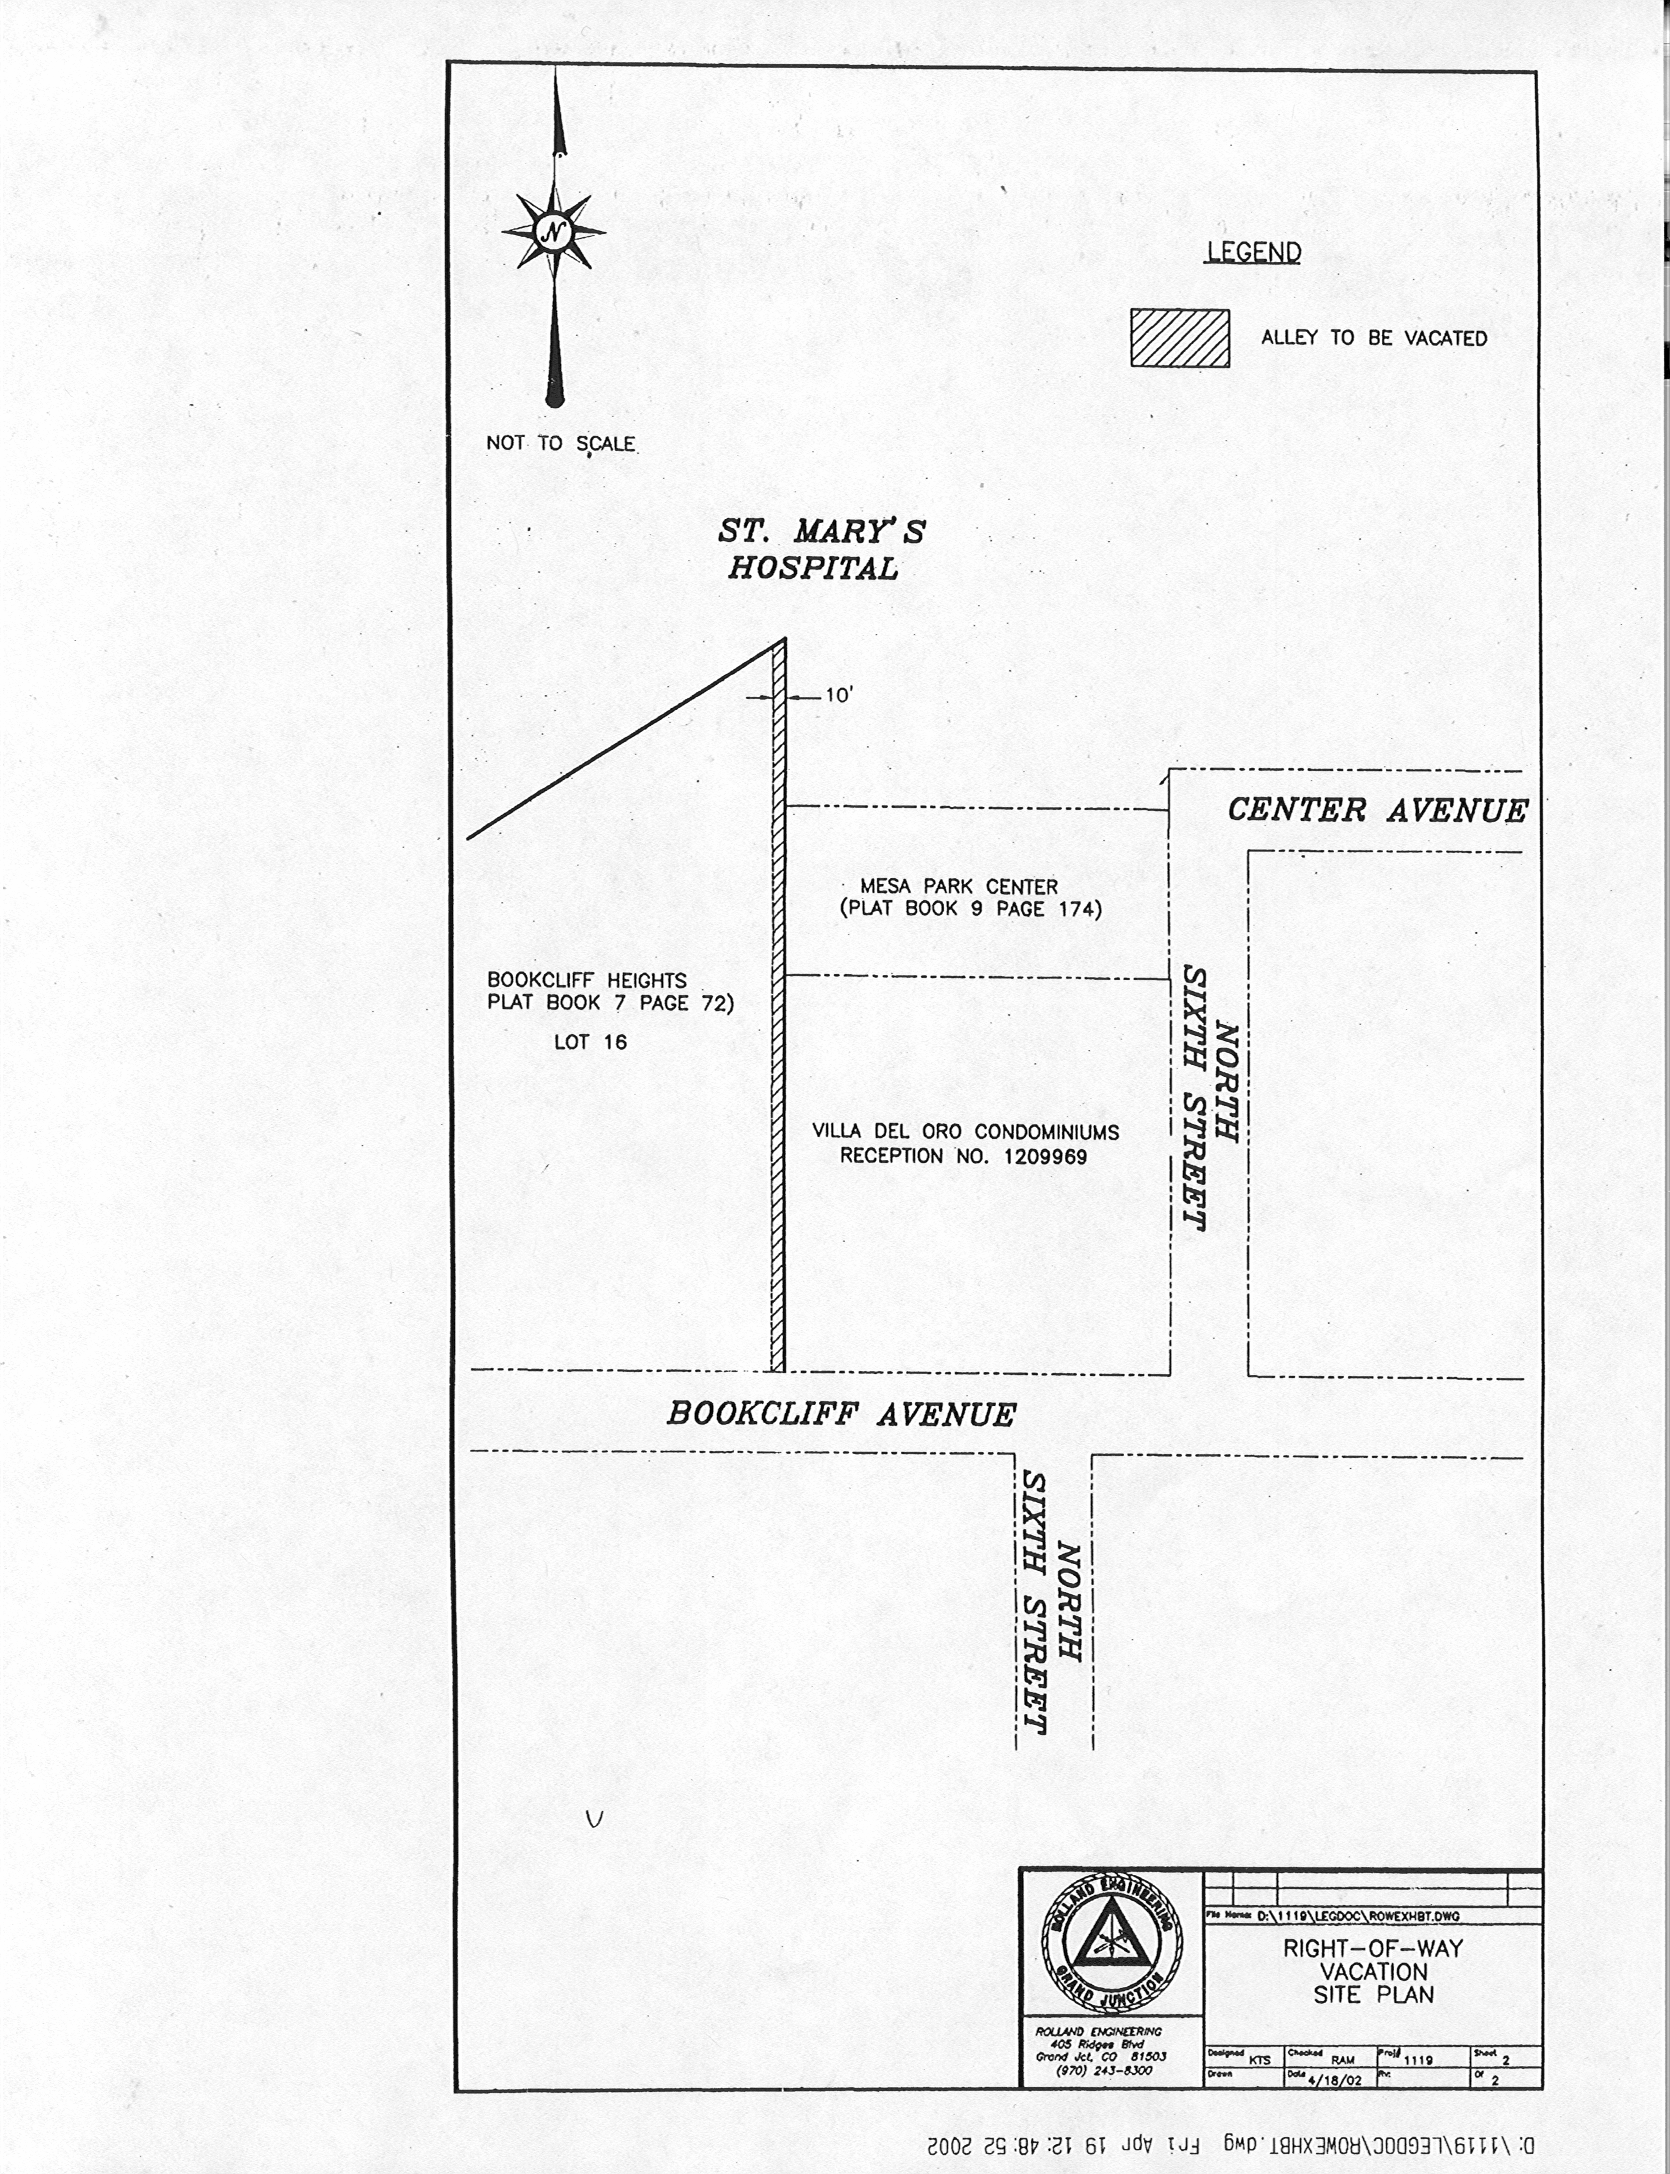 N
NOT TO SCALE
LEGEND
ALLEY TO BE VACATED
ST. MARY'S
HOSPITAL
10'
CENTER AVENUE
MESA PARK CENTER
(PLAT BOOK 9 PAGE 174)
BOOKCLIFF HEIGHTS
PLAT BOOK 7 PAGE 72)
LOT 16
NORTH
SIXTH STREET
VILLA DEL ORO CONDOMINIUMS
RECEPTION NO. 1209969
BOOKCLIFF AVENUE
NORTH
SIXTH STREET
ROLLAND ENGINEERING
GRAND JUNCTION
ROLLAND ENGINEERING
405 Ridges Blvd
Grand Jct, CO 81503
(970) 243-8300
File Name: D:\1119\LEGDOC\ROWEXHBT.DWG
RIGHT-OF-WAY
VACATION
SITE PLAN
Designed KTS Checked RAM Proj# 1119 Sheet 2
Drawn Date 4/18/02 Of 2
D:\1119\LEGDOC\ROWEXHBT.dwg Fri Apr 19 12:48:52 2002